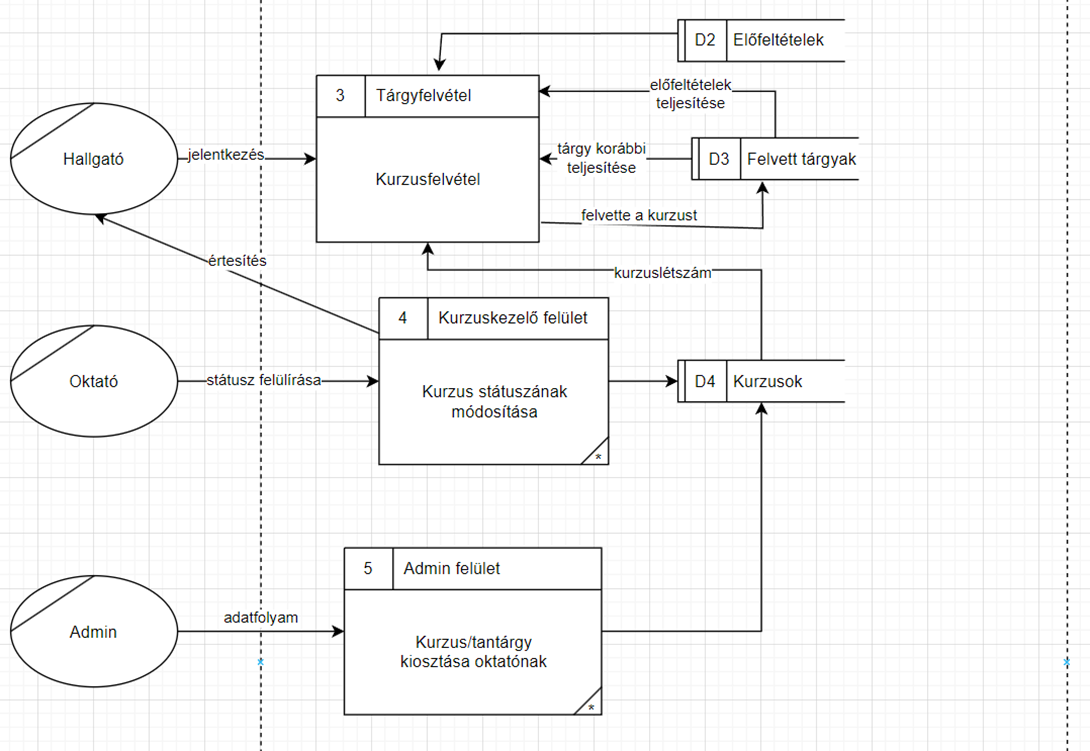 D2 Előfeltételek
3 Tárgyfelvétel
előfeltételek
teljesítése
Hallgató
jelentkezés
Kurzusfelvétel
tárgy korábbi
teljesítése
D3 Felvett tárgyak
felvette a kurzust
értesítés
kurzuslétszám
4 Kurzuskezelő felület
Oktató
státusz felülírása
Kurzus státuszának
módosítása
*
D4 Kurzusok
5 Admin felület
Admin
adatfolyam
Kurzus/tantárgy
kiosztása oktatónak
*